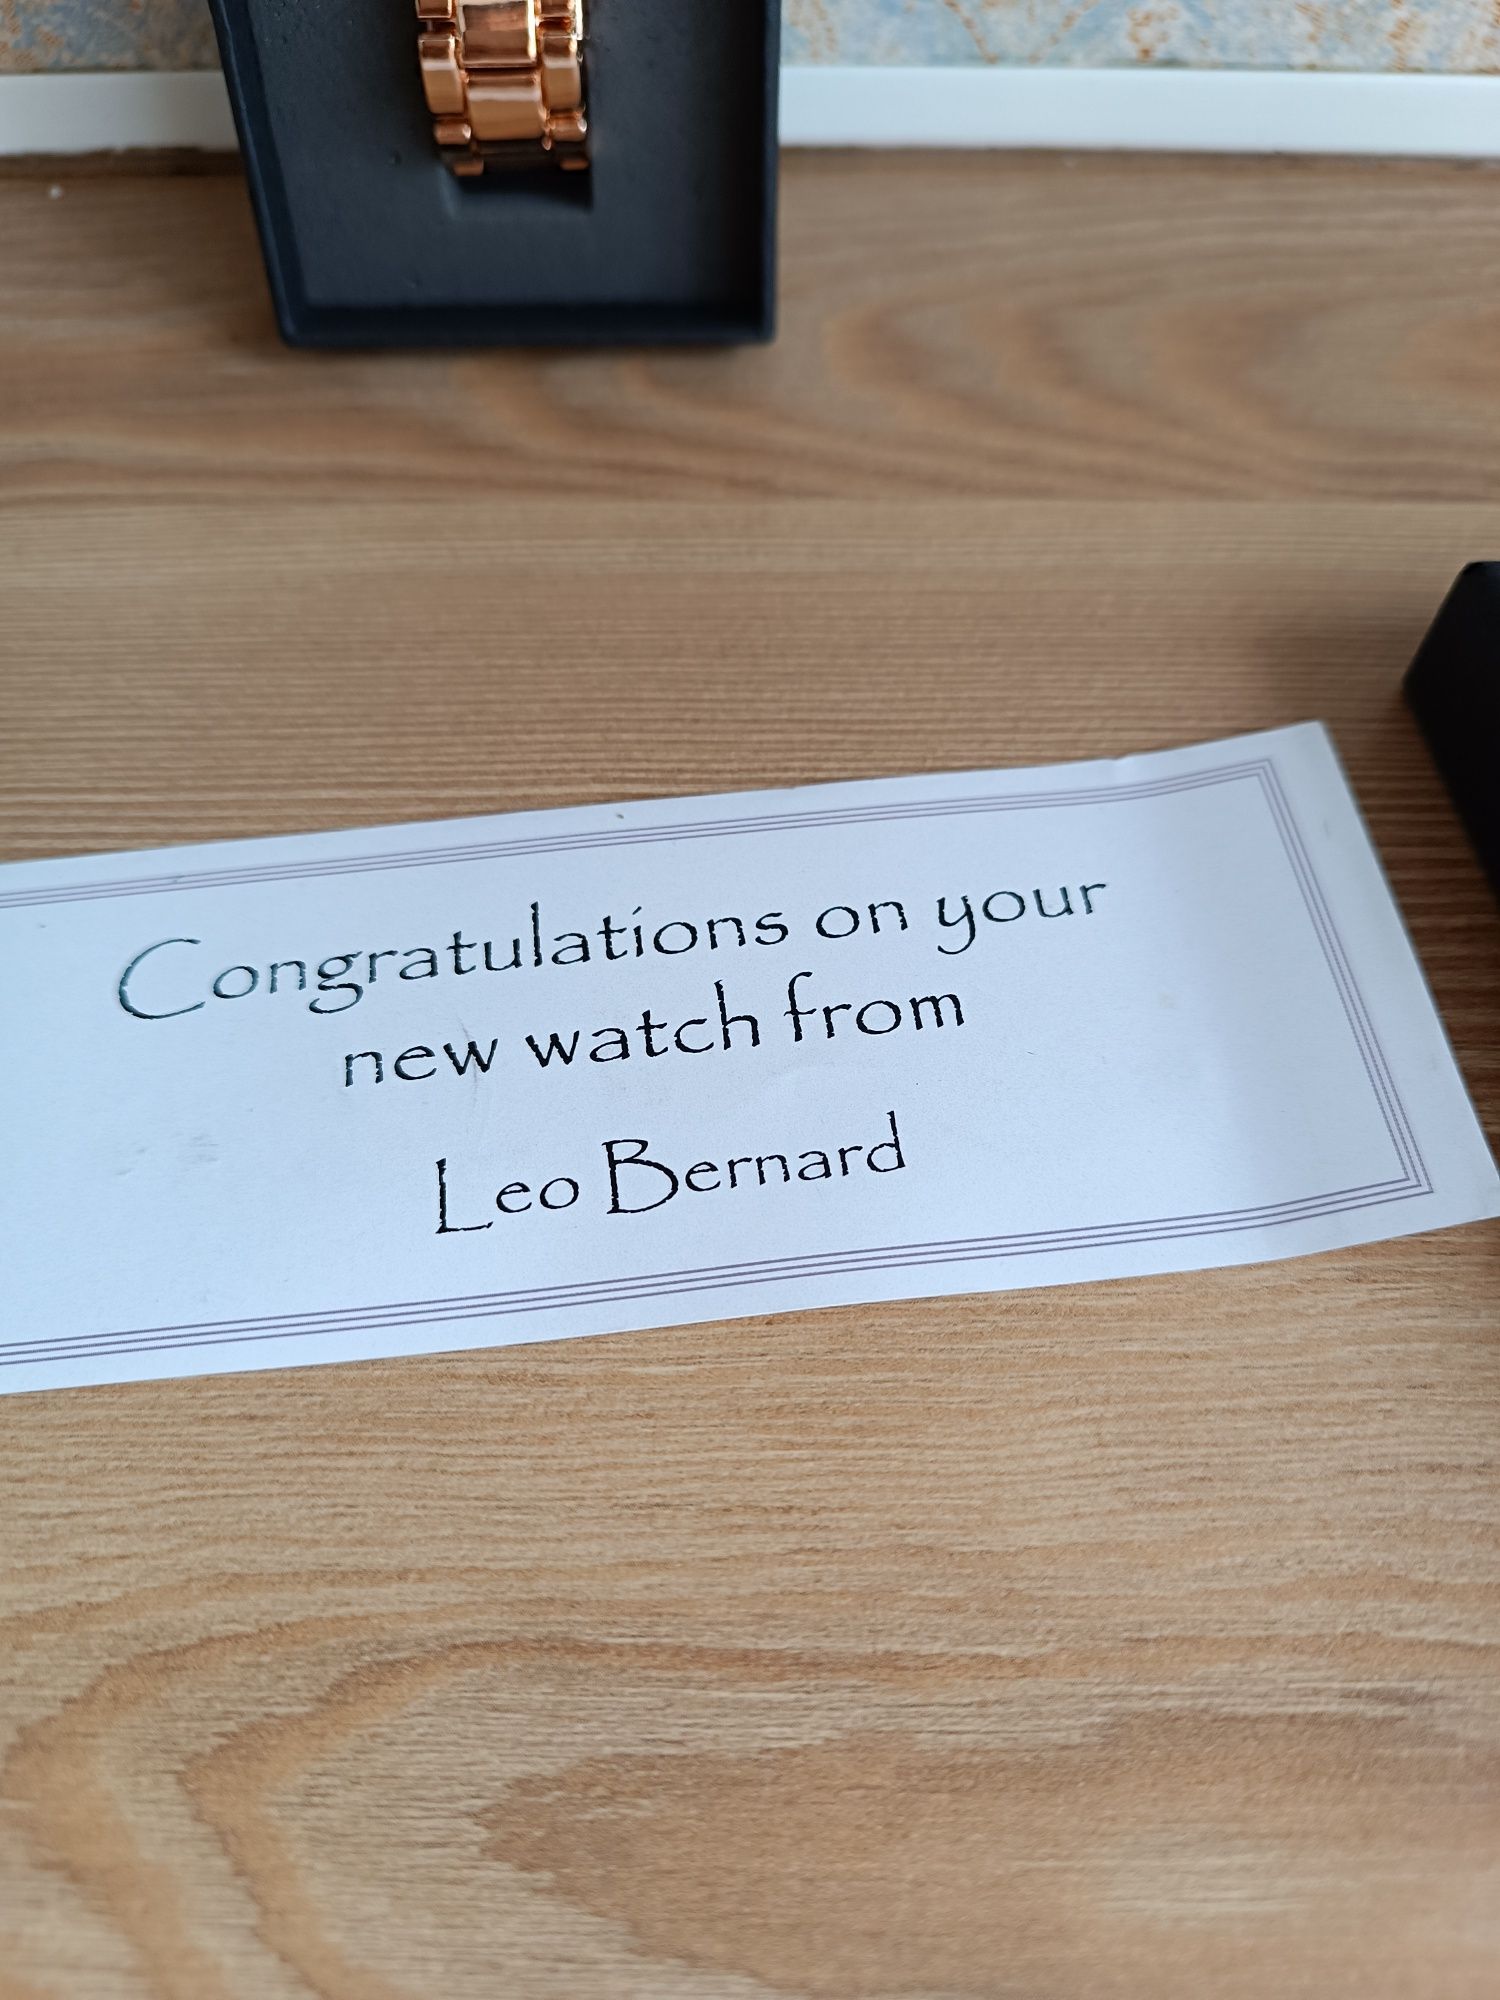 Congratulations on your
new watch from
Leo Bernard